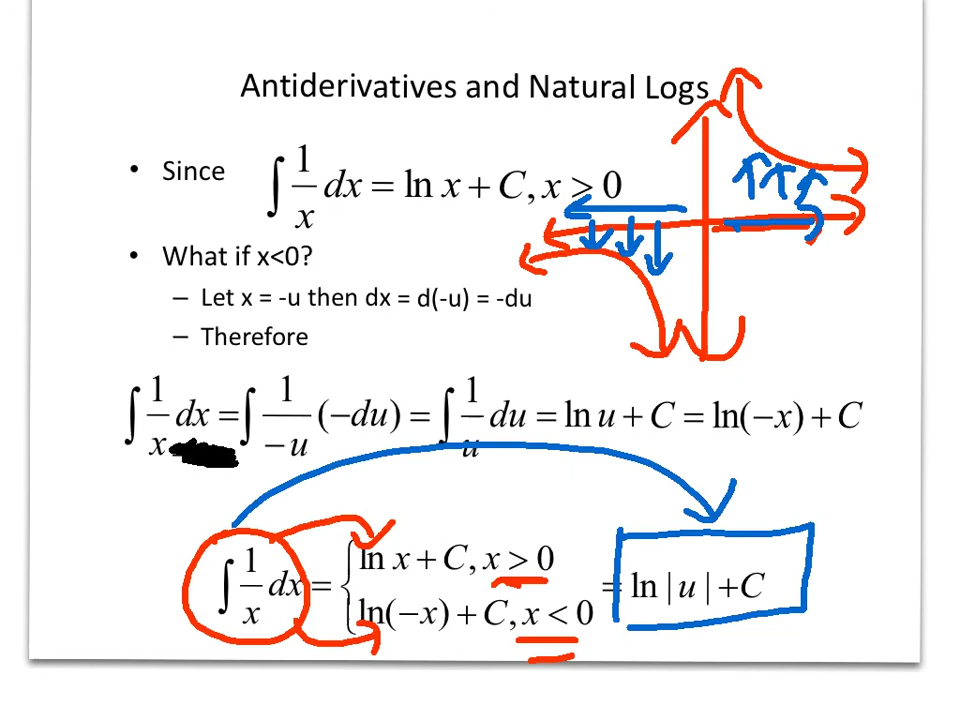 Antiderivatives and Natural Logs
• Since ∫ 1/x dx = ln x + C, x > 0
• What if x<0?
– Let x = -u then dx = d(-u) = -du
– Therefore
∫ 1/x dx = ∫ 1/−u (−du) = ∫ 1/u du = ln u + C = ln(−x) + C
∫ 1/x dx = { ln x + C, x > 0
ln(−x) + C, x < 0 = ln | u | +C